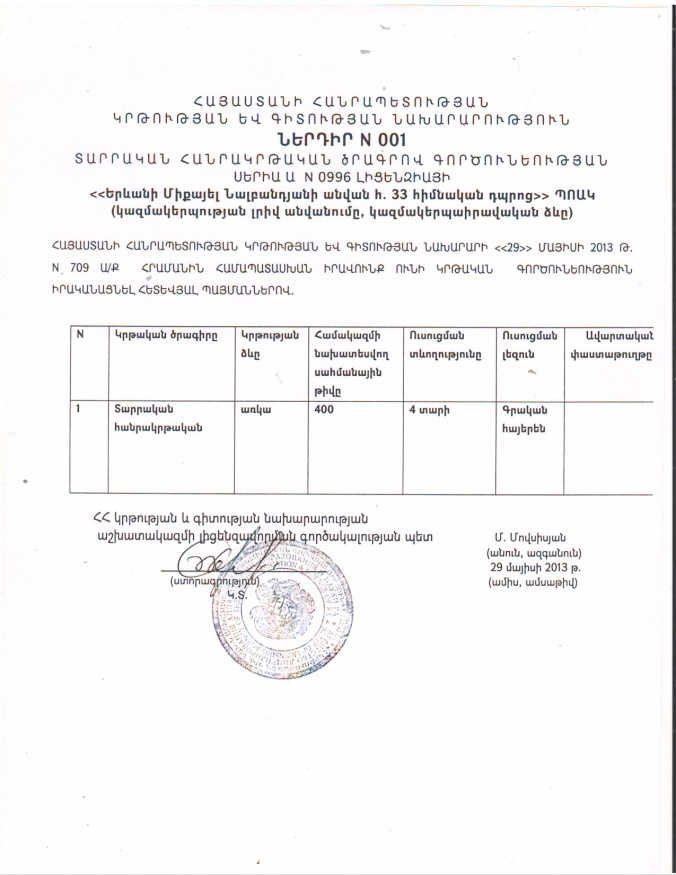 ՀԱՅԱՍՏԱՆԻ ՀԱՆՐԱՊԵՏՈՒԹՅԱՆ
ԿՐԹՈՒԹՅԱՆ ԵՎ ԳԻՏՈՒԹՅԱՆ ՆԱԽԱՐԱՐՈՒԹՅՈՒՆ
ՆԵՐԴԻՐ N 001
ՏԱՐՐԱԿԱՆ ՀԱՆՐԱԿՐԹԱԿԱՆ ԾՐԱԳՐՈՎ ԳՈՐԾՈՒՆԵՈՒԹՅԱՆ
ՍԵՐԻԱ Ա N 0996 ԼԻՑԵՆԶԻԱՅԻ
<<Երևանի Միքայել Նալբանդյանի անվան հ. 33 հիմնական դպրոց>> ՊՈԱԿ
(կազմակերպության լրիվ անվանումը, կազմակերպաիրավական ձևը)
ՀԱՅԱՍՏԱՆԻ ՀԱՆՐԱՊԵՏՈՒԹՅԱՆ ԿՐԹՈՒԹՅԱՆ ԵՎ ԳԻՏՈՒԹՅԱՆ ՆԱԽԱՐԱՐԻ <<29>> ՄԱՅԻՍԻ 2013 Թ.
N 709 Ա/Ք ՀՐԱՄԱՆԻՆ ՀԱՄԱՊԱՏԱՍԽԱՆ ԻՐԱՎՈՒՆՔ ՈՒՆԻ ԿՐԹԱԿԱՆ ԳՈՐԾՈՒՆԵՈՒԹՅՈՒՆ
ԻՐԱԿԱՆԱՑՆԵԼ ՀԵՏԵՎՅԱԼ ՊԱՅՄԱՆՆԵՐՈՎ.
N Կրթական ծրագիրը Կրթության ձևը Համակազմի նախատեսվող սահմանային թիվը Ուսուցման տևողությունը Ուսուցման լեզուն Ավարտական փաստաթուղթը
1 Տարրական հանրակրթական առկա 400 4 տարի Գրական հայերեն
ՀՀ կրթության և գիտության նախարարության
աշխատակազմի լիցենզավորման գործակալության պետ
(ստորագրություն)
Կ.Տ.
Մ. Մովսիսյան
(անուն, ազգանուն)
29 մայիսի 2013 թ.
(ամիս, ամսաթիվ)